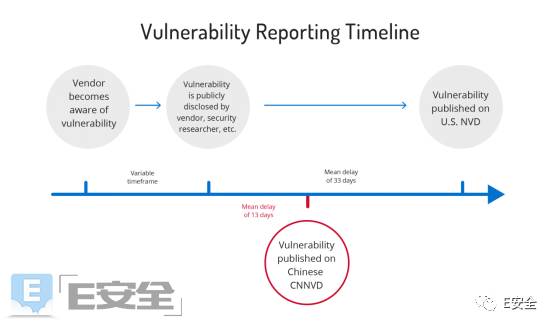 Vulnerability Reporting Timeline
Vendor
becomes
aware of
vulnerability
Vulnerability
is publicly
disclosed by
vendor, security
researcher, etc.
Vulnerability
published on
U.S. NVD
Variable
timeframe
Mean delay
of 33 days
Mean delay
of 13 days
Vulnerability
published on
Chinese
CNNVD
E
E安全
E安全